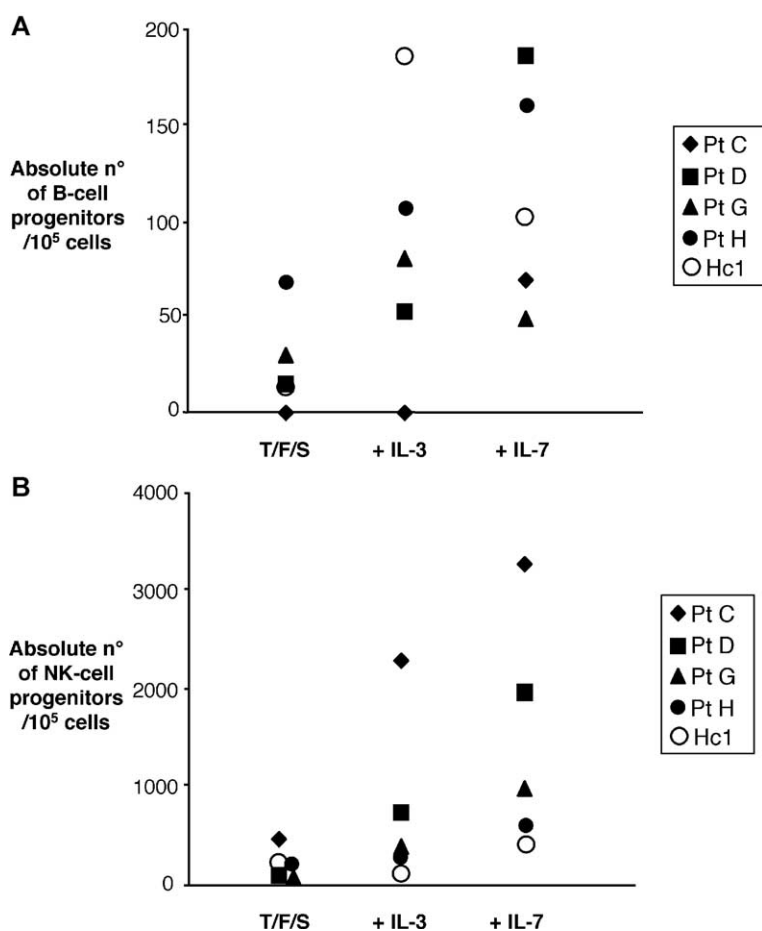 A
200
150
100
50
0
Absolute n°
of B-cell
progenitors
/10⁵ cells
T/F/S + IL-3 + IL-7
Pt C
Pt D
Pt G
Pt H
Hc1
B
4000
3000
2000
1000
0
Absolute n°
of NK-cell
progenitors
/10⁵ cells
T/F/S + IL-3 + IL-7
Pt C
Pt D
Pt G
Pt H
Hc1